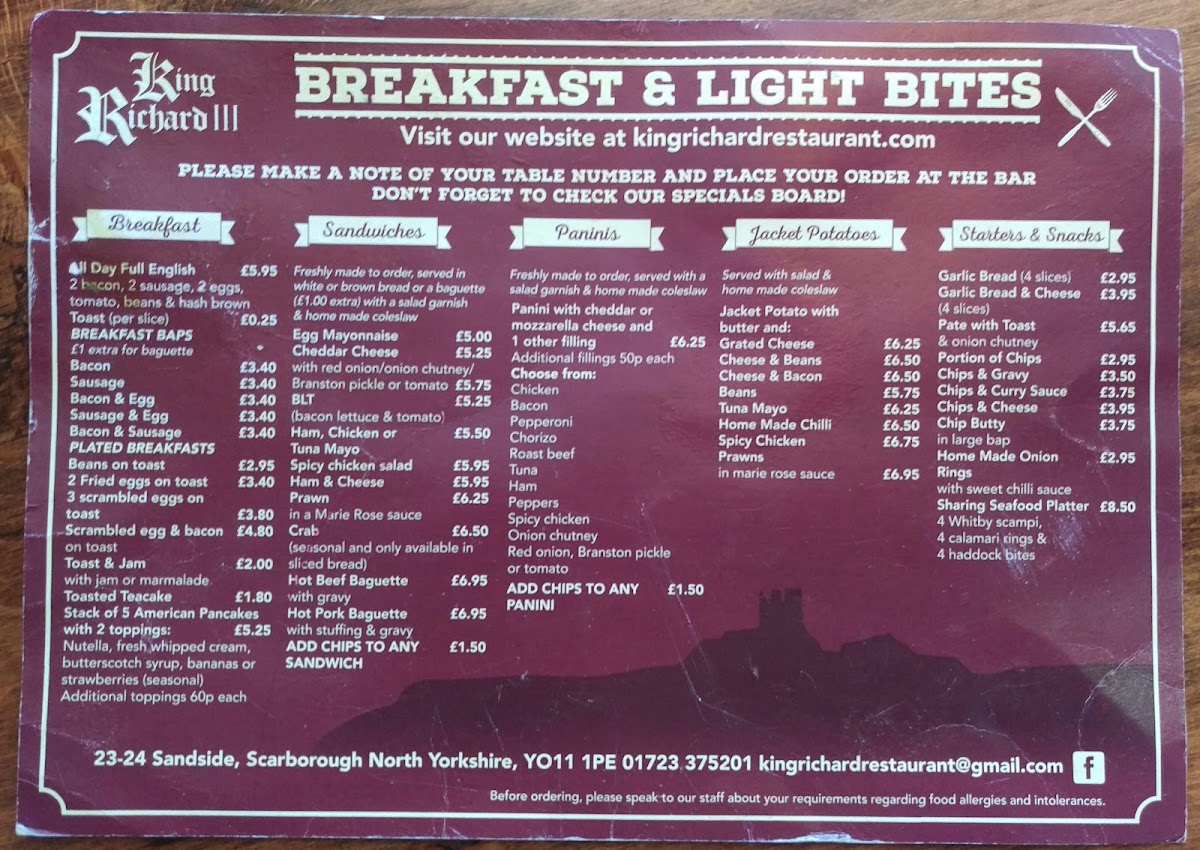 King
Richard III
BREAKFAST & LIGHT BITES
Visit our website at kingrichardrestaurant.com
PLEASE MAKE A NOTE OF YOUR TABLE NUMBER AND PLACE YOUR ORDER AT THE BAR
DON'T FORGET TO CHECK OUR SPECIALS BOARD!
Breakfast
All Day Full English £5.95
2 bacon, 2 sausage, 2 eggs,
tomato, beans & hash brown
Toast (per slice) £0.25
BREAKFAST BAPS
£1 extra for baguette
Bacon £3.40
Sausage £3.40
Bacon & Egg £3.40
Sausage & Egg £3.40
Bacon & Sausage £3.40
PLATED BREAKFASTS
Beans on toast £2.95
2 Fried eggs on toast £3.40
3 scrambled eggs on
toast £3.80
Scrambled egg & bacon £4.80
on toast
Toast & Jam £2.00
with jam or marmalade
Toasted Teacake £1.80
Stack of 5 American Pancakes
with 2 toppings: £5.25
Nutella, fresh whipped cream,
butterscotch syrup, bananas or
strawberries (seasonal)
Additional toppings 60p each
Sandwiches
Freshly made to order, served in
white or brown bread or a baguette
(£1.00 extra) with a salad garnish
& home made coleslaw
Egg Mayonnaise £5.00
Cheddar Cheese £5.25
with red onion/onion chutney/
Branston pickle or tomato £5.75
BLT £5.25
(bacon lettuce & tomato)
Ham, Chicken or £5.50
Tuna Mayo
Spicy chicken salad £5.95
Ham & Cheese £5.95
Prawn £6.25
in a Marie Rose sauce
Crab £6.50
(seasonal and only available in
sliced bread)
Hot Beef Baguette £6.95
with gravy
Hot Pork Baguette £6.95
with stuffing & gravy
ADD CHIPS TO ANY £1.50
SANDWICH
Paninis
Freshly made to order, served with a
salad garnish & home made coleslaw
Panini with cheddar or
mozzarella cheese and
1 other filling £6.25
Additional fillings 50p each
Choose from:
Chicken
Bacon
Pepperoni
Chorizo
Roast beef
Tuna
Ham
Peppers
Spicy chicken
Onion chutney
Red onion, Branston pickle
or tomato
ADD CHIPS TO ANY £1.50
PANINI
Jacket Potatoes
Served with salad &
home made coleslaw
Jacket Potato with
butter and:
Grated Cheese £6.25
Cheese & Beans £6.50
Cheese & Bacon £6.50
Beans £5.75
Tuna Mayo £6.25
Home Made Chilli £6.50
Spicy Chicken £6.75
Prawns
in marie rose sauce £6.95
Starters & Snacks
Garlic Bread (4 slices) £2.95
Garlic Bread & Cheese £3.95
(4 slices)
Pate with Toast £5.65
& onion chutney
Portion of Chips £2.95
Chips & Gravy £3.50
Chips & Curry Sauce £3.75
Chips & Cheese £3.95
Chip Butty £3.75
in large bap
Home Made Onion £2.95
Rings
with sweet chilli sauce
Sharing Seafood Platter £8.50
4 Whitby scampi,
4 calamari rings &
4 haddock bites
23-24 Sandside, Scarborough North Yorkshire, YO11 1PE 01723 375201 kingrichardrestaurant@gmail.com f
Before ordering, please speak to our staff about your requirements regarding food allergies and intolerances.